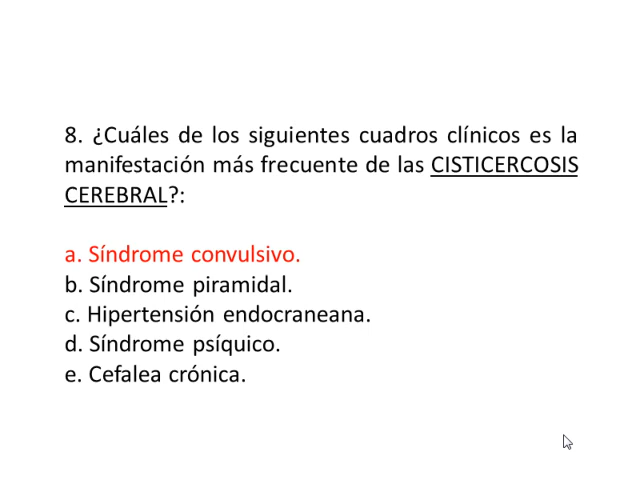 8. ¿Cuáles de los siguientes cuadros clínicos es la
manifestación más frecuente de las CISTICERCOSIS
CEREBRAL?:
a. Síndrome convulsivo.
b. Síndrome piramidal.
c. Hipertensión endocraneana.
d. Síndrome psíquico.
e. Cefalea crónica.